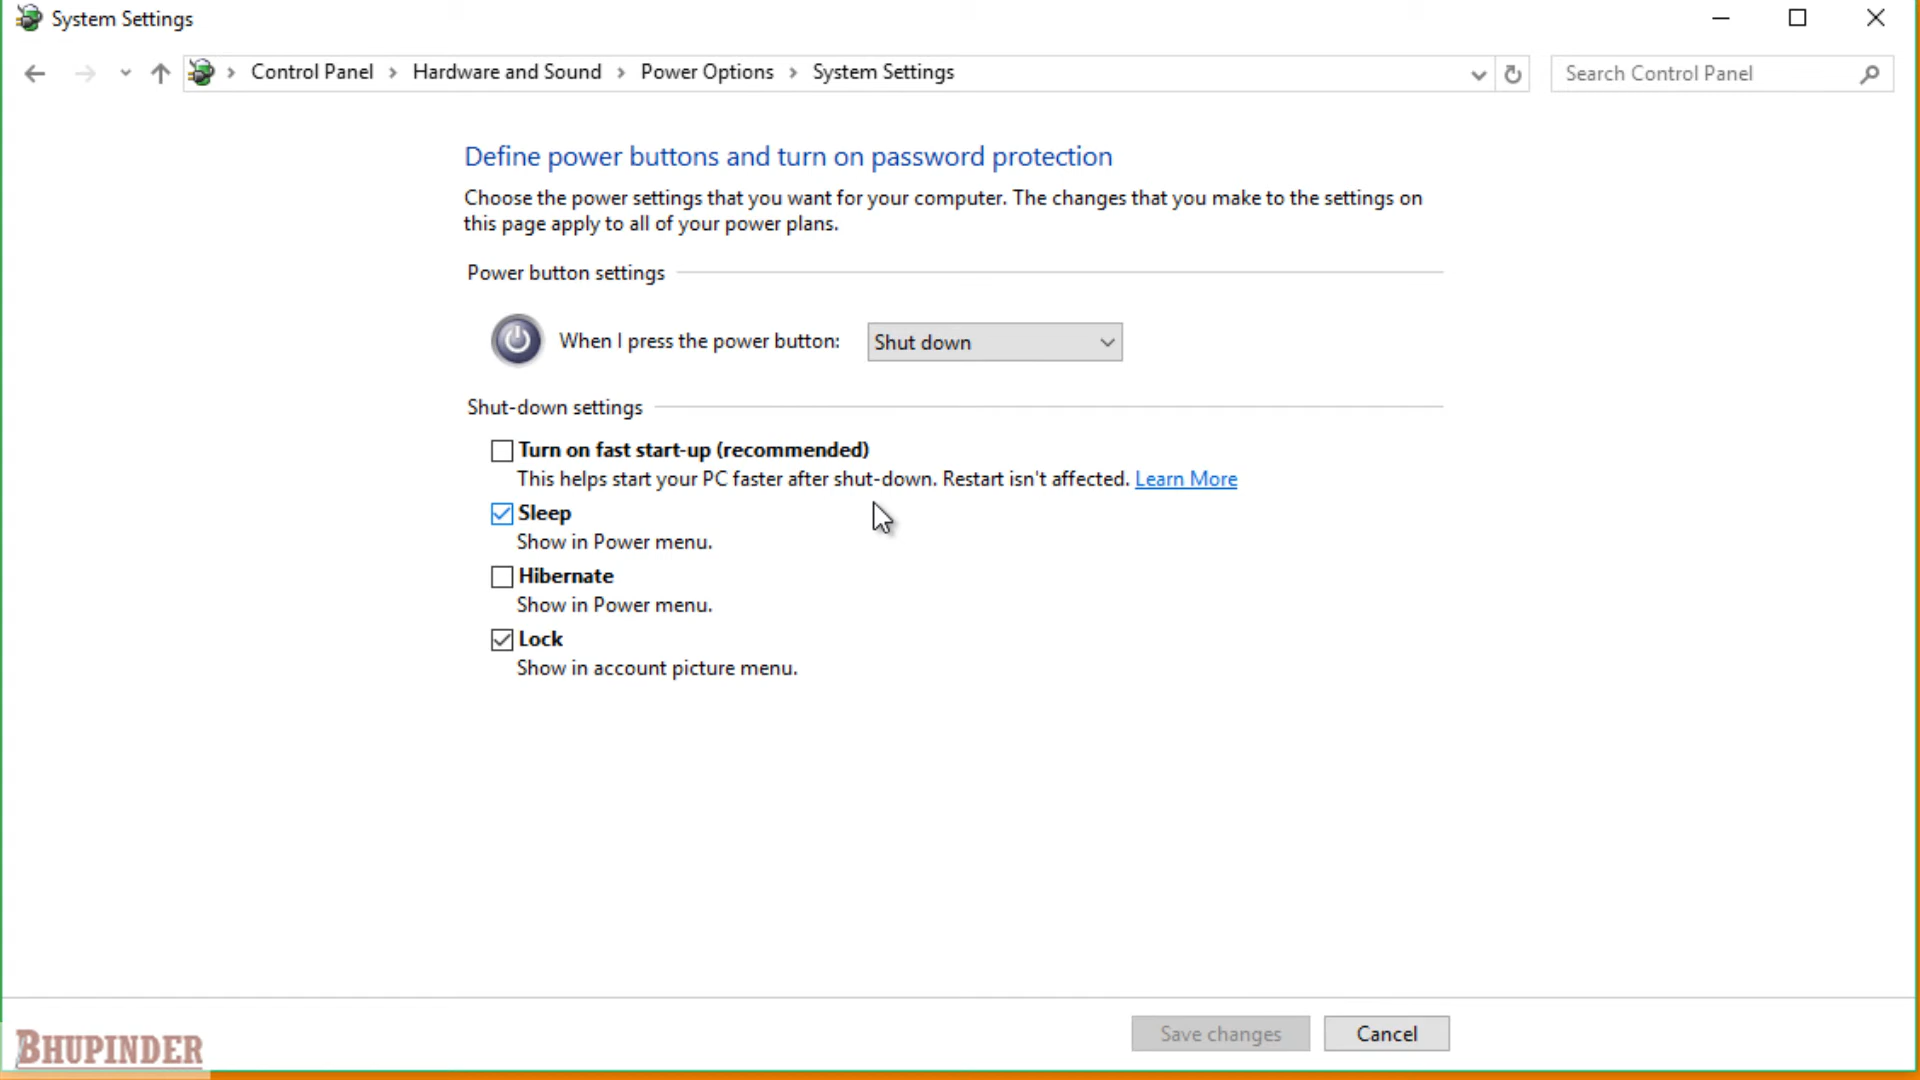 System Settings
Control Panel > Hardware and Sound > Power Options > System Settings
Search Control Panel
Define power buttons and turn on password protection
Choose the power settings that you want for your computer. The changes that you make to the settings on
this page apply to all of your power plans.
Power button settings
When I press the power button: Shut down
Shut-down settings
Turn on fast start-up (recommended)
This helps start your PC faster after shut-down. Restart isn't affected. Learn More
Sleep
Show in Power menu.
Hibernate
Show in Power menu.
Lock
Show in account picture menu.
Save changes
Cancel
BHUPINDER